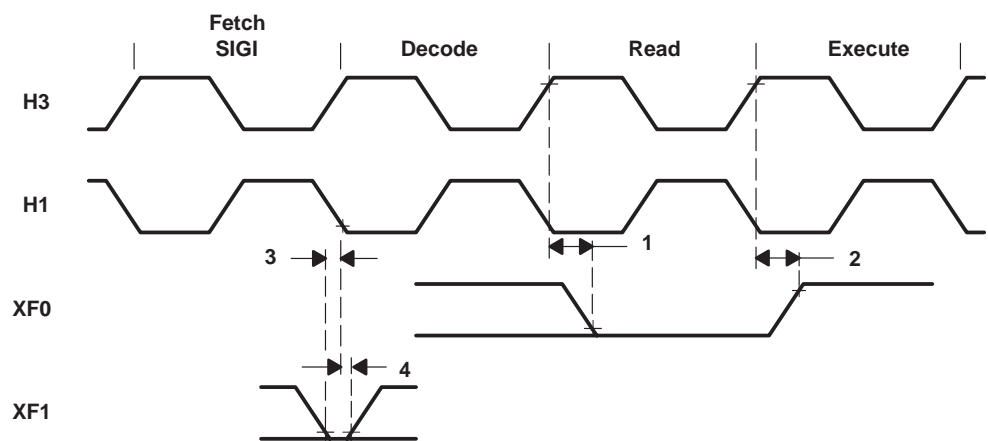 Fetch
SIGI
Decode
Read
Execute
H3
H1
3
1
2
XF0
4
XF1